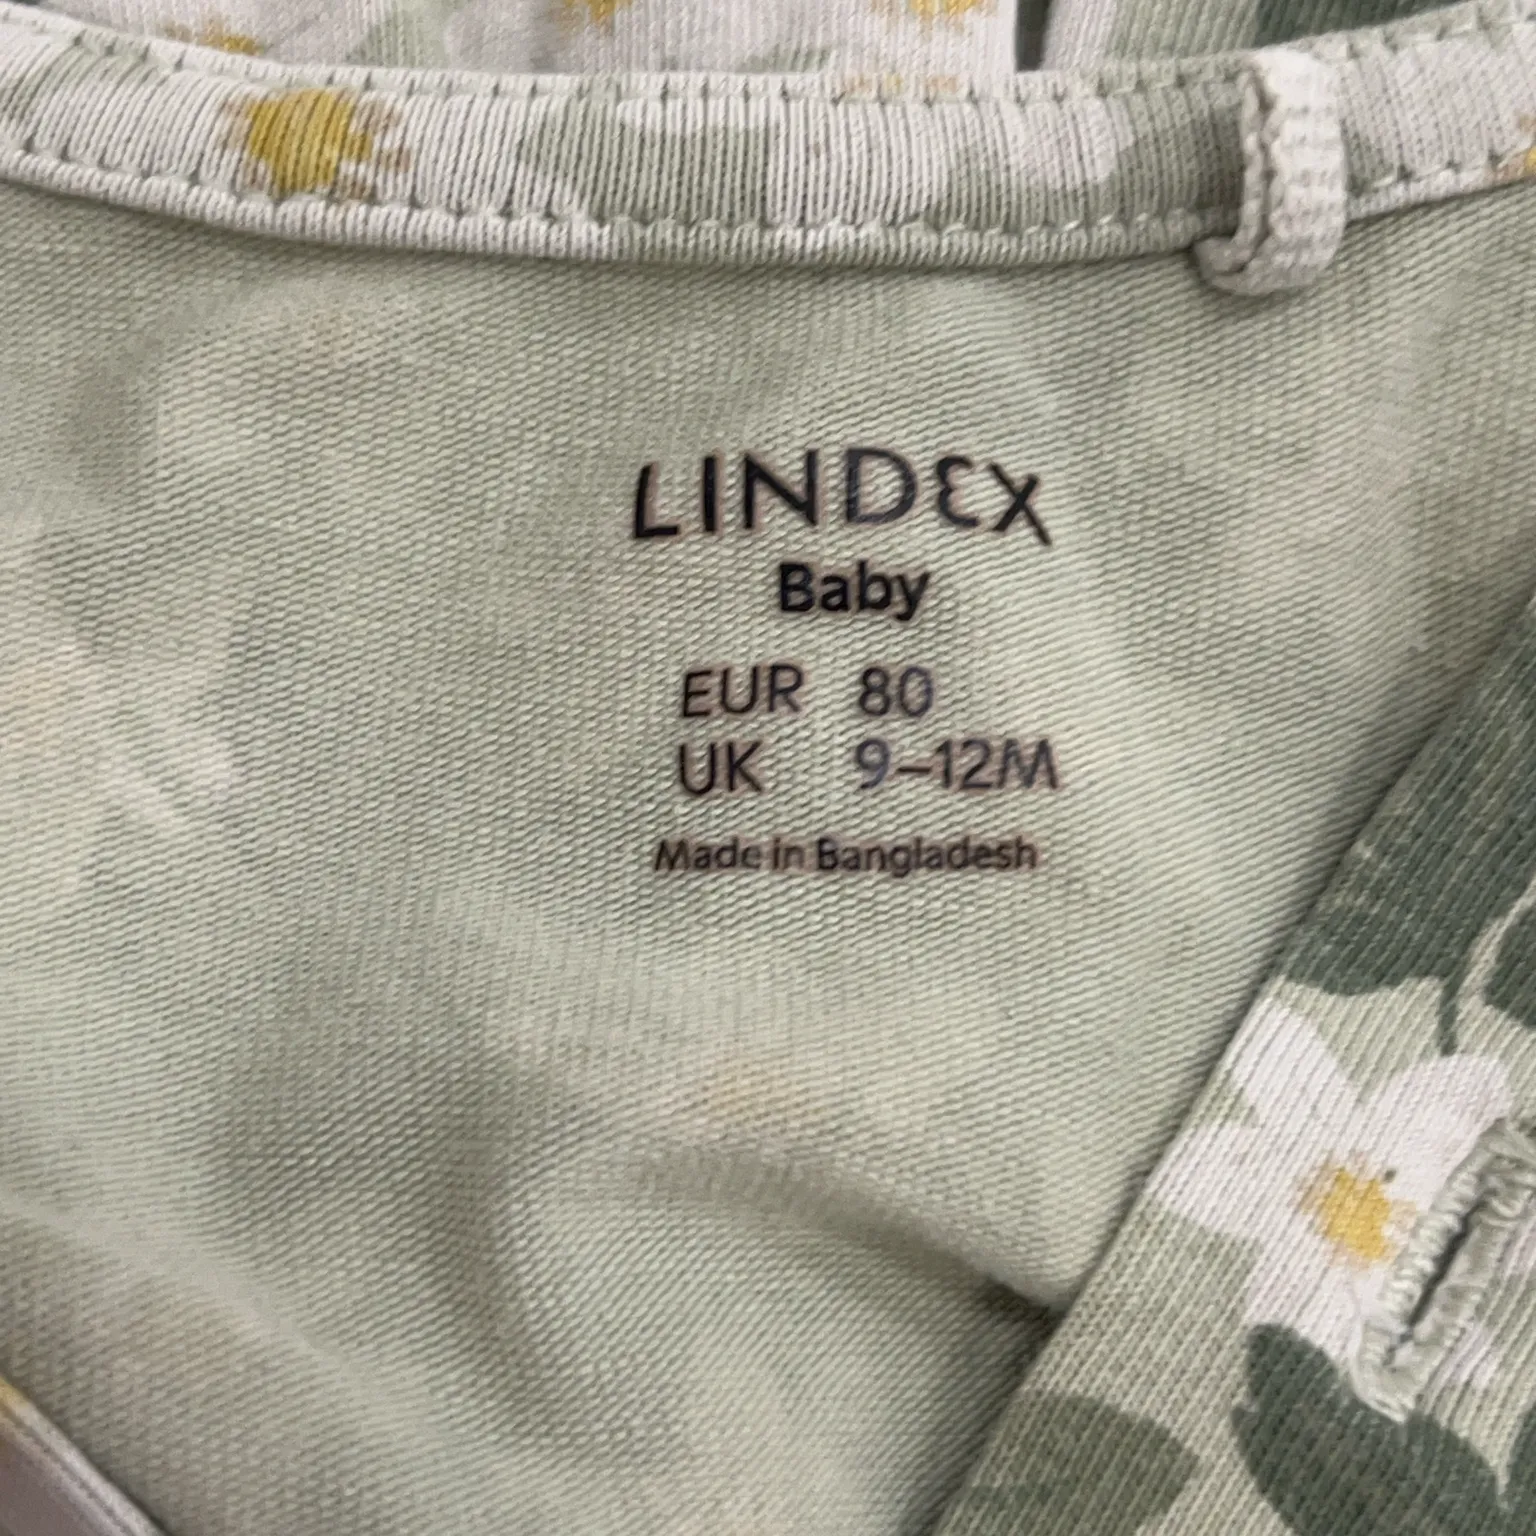 LINDEX
Baby
EUR 80
UK 9–12M
Made in Bangladesh